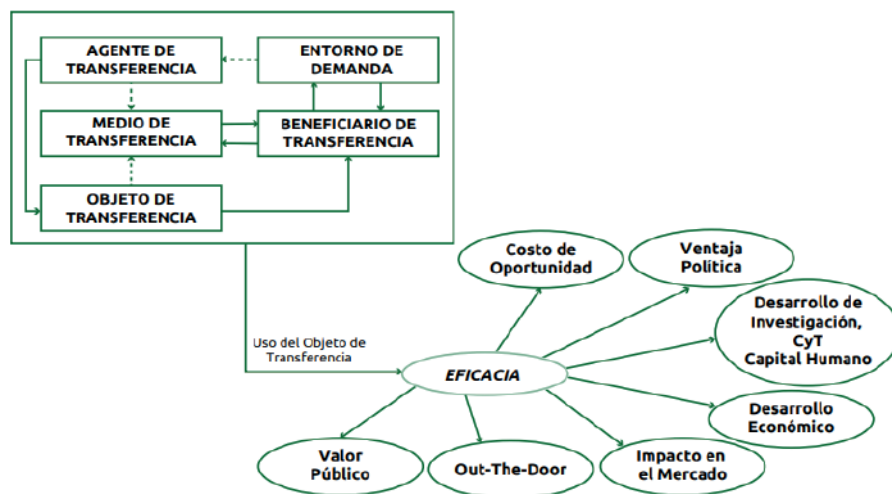 AGENTE DE
TRANSFERENCIA
ENTORNO DE
DEMANDA
MEDIO DE
TRANSFERENCIA
BENEFICIARIO DE
TRANSFERENCIA
OBJETO DE
TRANSFERENCIA
Costo de
Oportunidad
Ventaja
Política
Desarrollo de
Investigación,
CyT
Capital Humano
Uso del Objeto de
Transferencia
EFICACIA
Desarrollo
Económico
Valor
Público
Out-The-Door
Impacto en
el Mercado